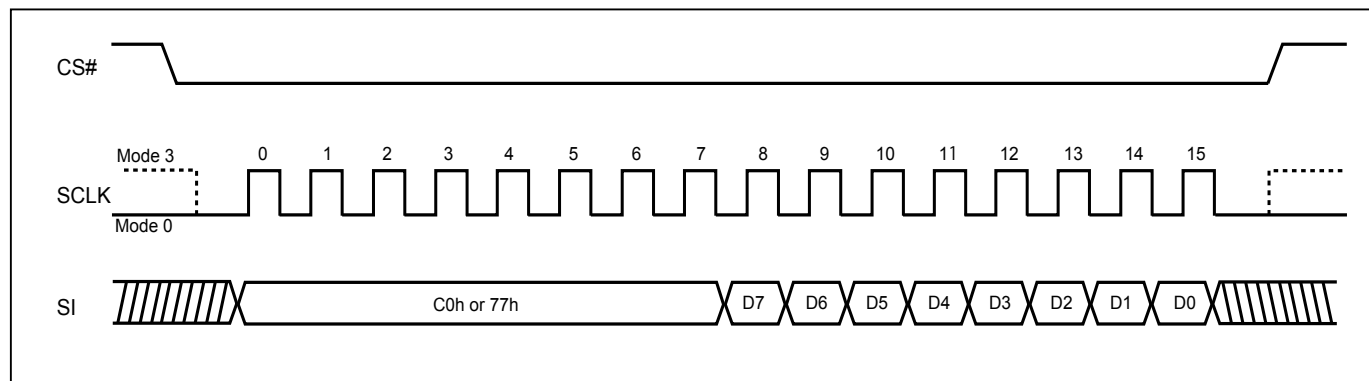 CS#
0 1 2 3 4 5 6 7 8 9 10 11 12 13 14 15
Mode 3
SCLK
Mode 0
SI
C0h or 77h
D7 D6 D5 D4 D3 D2 D1 D0